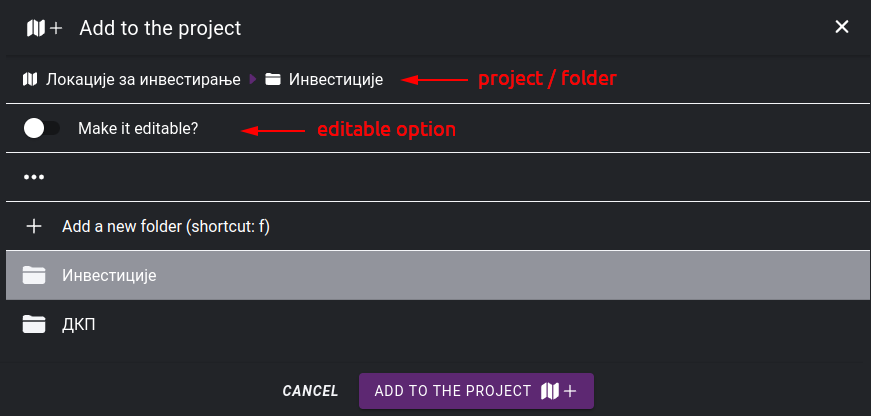 Add to the project
Локације за инвестирање Инвестиције project / folder
Make it editable? editable option
Add a new folder (shortcut: f)
Инвестиције
ДКП
CANCEL ADD TO THE PROJECT